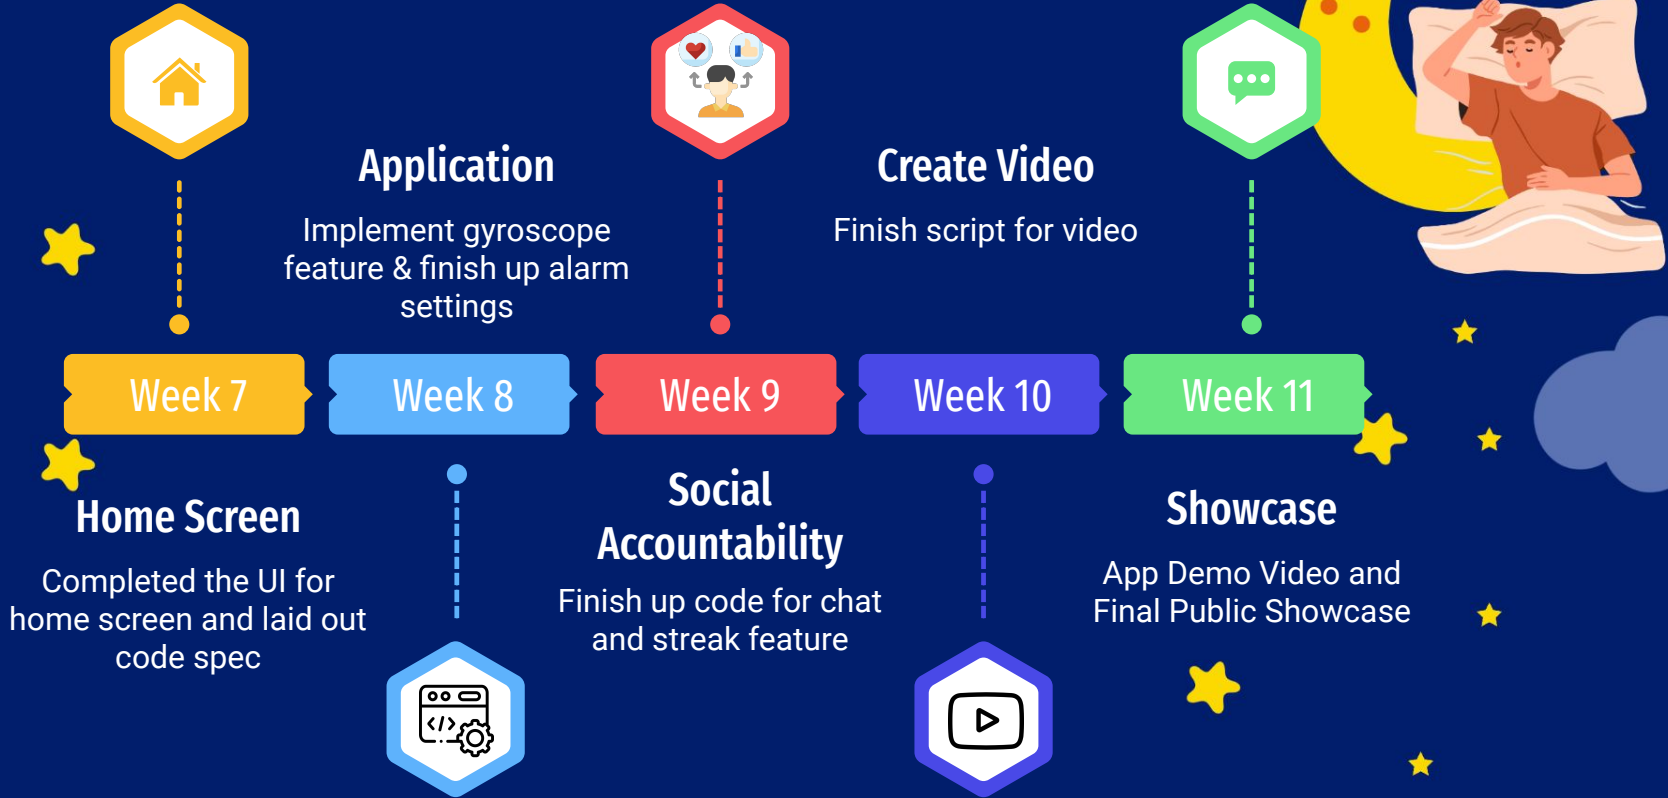 Application
Implement gyroscope
feature & finish up alarm
settings
Create Video
Finish script for video
Week 7
Week 8
Week 9
Week 10
Week 11
Home Screen
Completed the UI for
home screen and laid out
code spec
Social
Accountability
Finish up code for chat
and streak feature
Showcase
App Demo Video and
Final Public Showcase